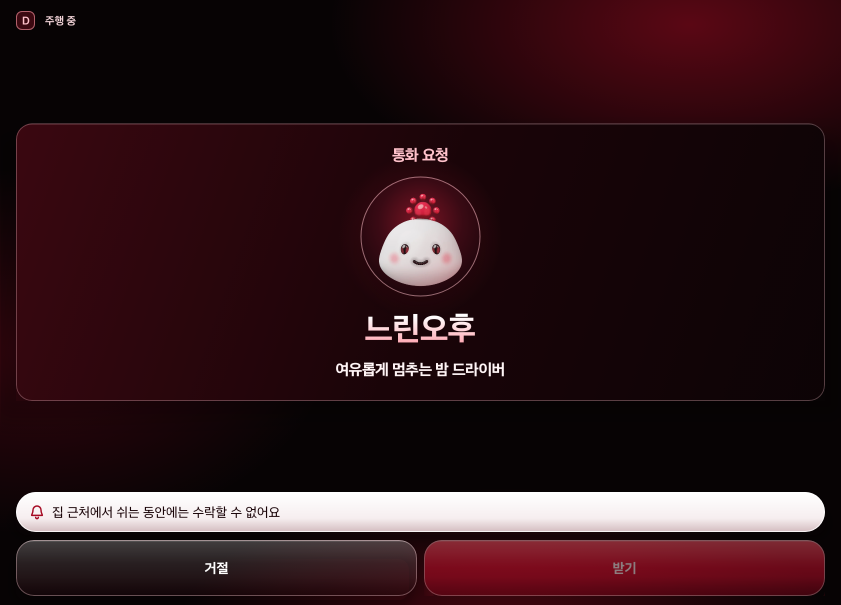 D 주행 중
통화 요청
느린오후
여유롭게 멈추는 밤 드라이버
집 근처에서 쉬는 동안에는 수락할 수 없어요
거절 받기